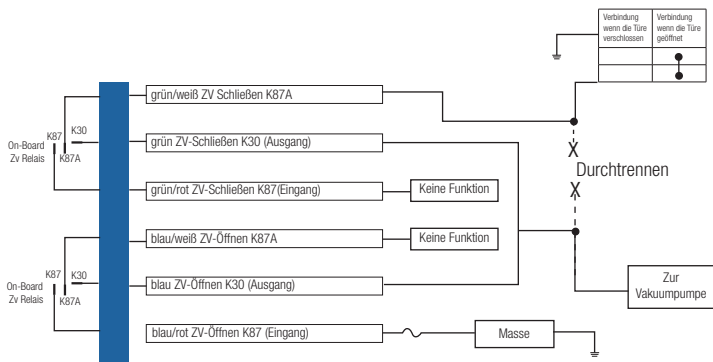 Verbindung
wenn die Türe
verschlossen
Verbindung
wenn die Türe
geöffnet
grün/weiß ZV Schließen K87A
K87
K30
K87A
On-Board
Zv Relais
grün ZV-Schließen K30 (Ausgang)
Durchtrennen
grün/rot ZV-Schließen K87(Eingang)
Keine Funktion
blau/weiß ZV-Öffnen K87A
Keine Funktion
K87
K30
K87A
On-Board
Zv Relais
blau ZV-Öffnen K30 (Ausgang)
Zur
Vakuumpumpe
blau/rot ZV-Öffnen K87 (Eingang)
Masse